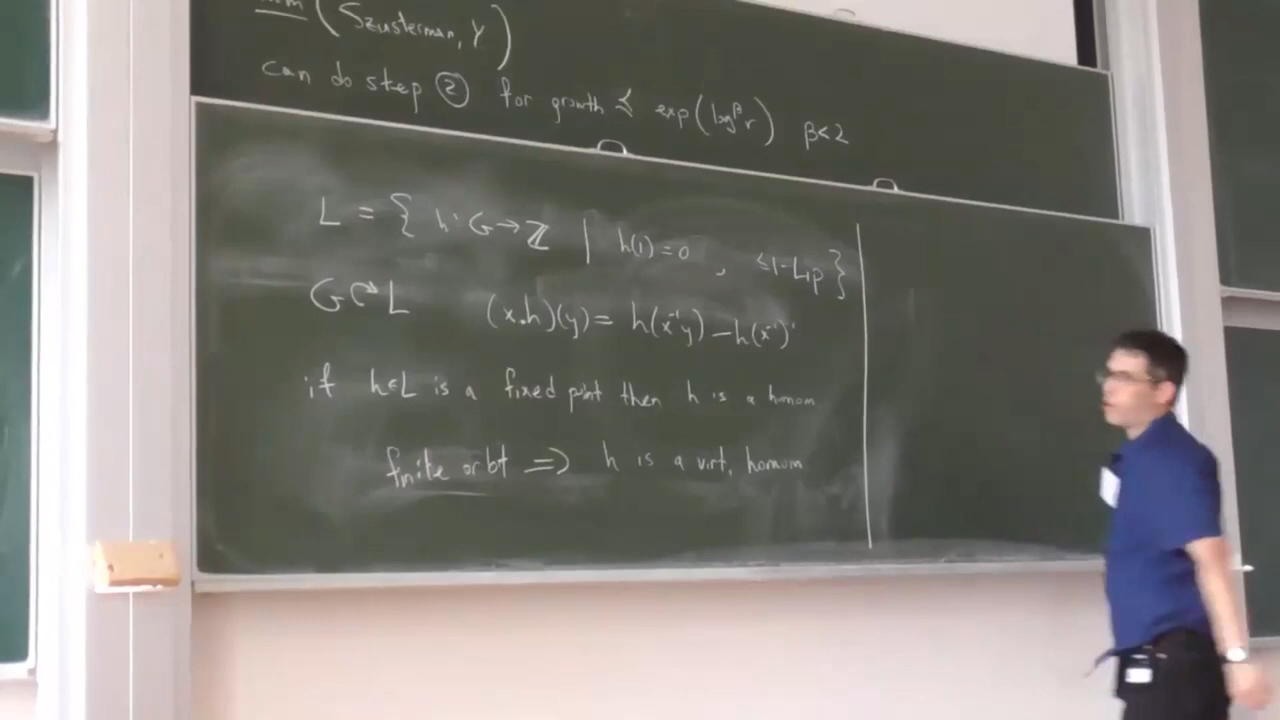 (Szusterman, Y)
can do step ② for growth ≼ exp(log^β r) β<2
L = { h: G→ℤ | h(1)=0, ≤1-Lip }
G↷L (x.h)(y) = h(x⁻¹y) − h(x⁻¹)
if h∈L is a fixed point then h is a homom
finite orbit ⇒ h is a virt. homom